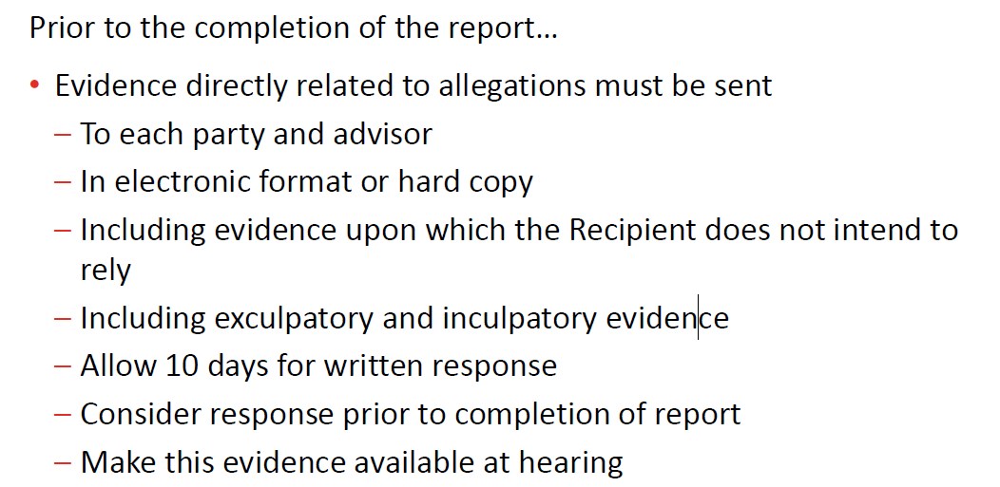 Prior to the completion of the report...
• Evidence directly related to allegations must be sent
– To each party and advisor
– In electronic format or hard copy
– Including evidence upon which the Recipient does not intend to
rely
– Including exculpatory and inculpatory evidence
– Allow 10 days for written response
– Consider response prior to completion of report
– Make this evidence available at hearing